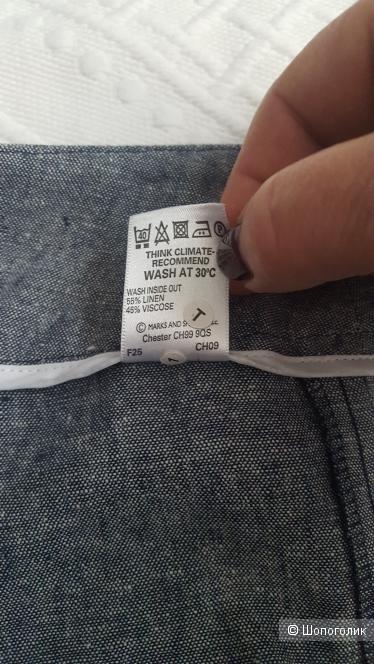 40
P
THINK CLIMATE-
RECOMMEND
WASH AT 30°C
WASH INSIDE OUT
55% LINEN
45% VISCOSE
T
© MARKS AND
Chester CH99 9QS
F25 CH09
© Шопоголик